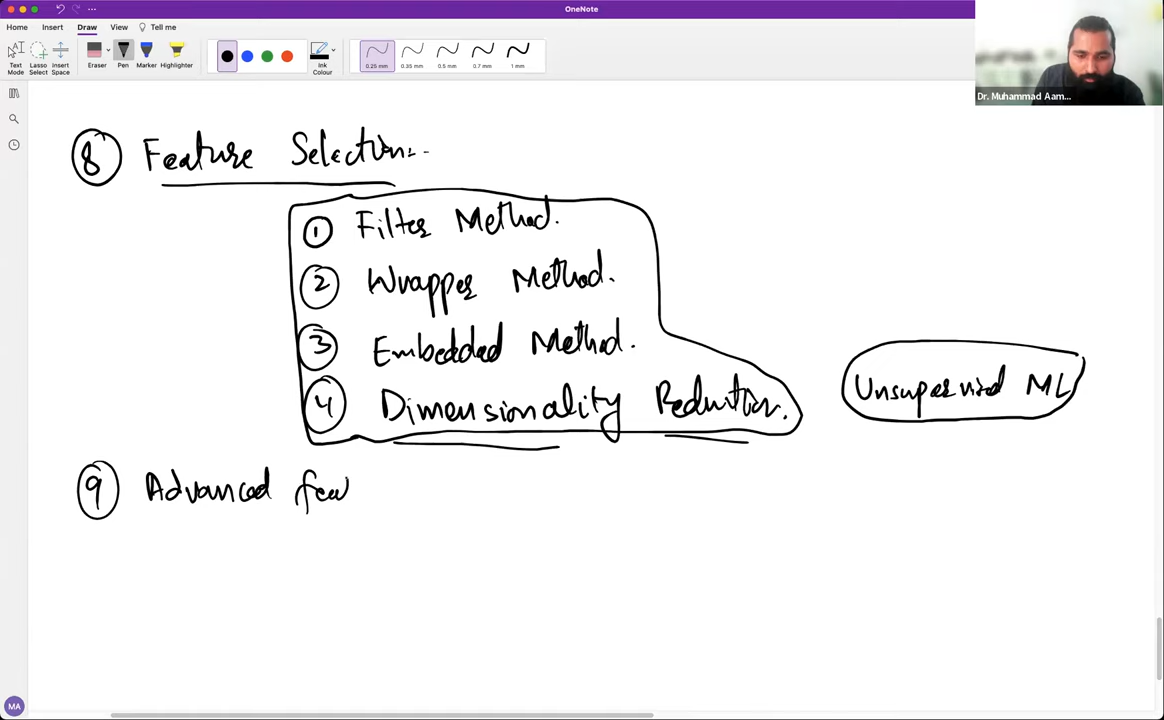 OneNote
Home Insert Draw View Tell me
Text Mode Lasso Select Insert Space Eraser Pen Marker Highlighter Ink Colour 0.25 mm 0.35 mm 0.5 mm 0.7 mm 1 mm
Dr. Muhammad Aam...
8 Feature Selection:-
1 Filter Method.
2 Wrapper Method.
3 Embedded Method.
4 Dimensionality Reduction.
Unsupervised ML
9 Advanced fea
MA